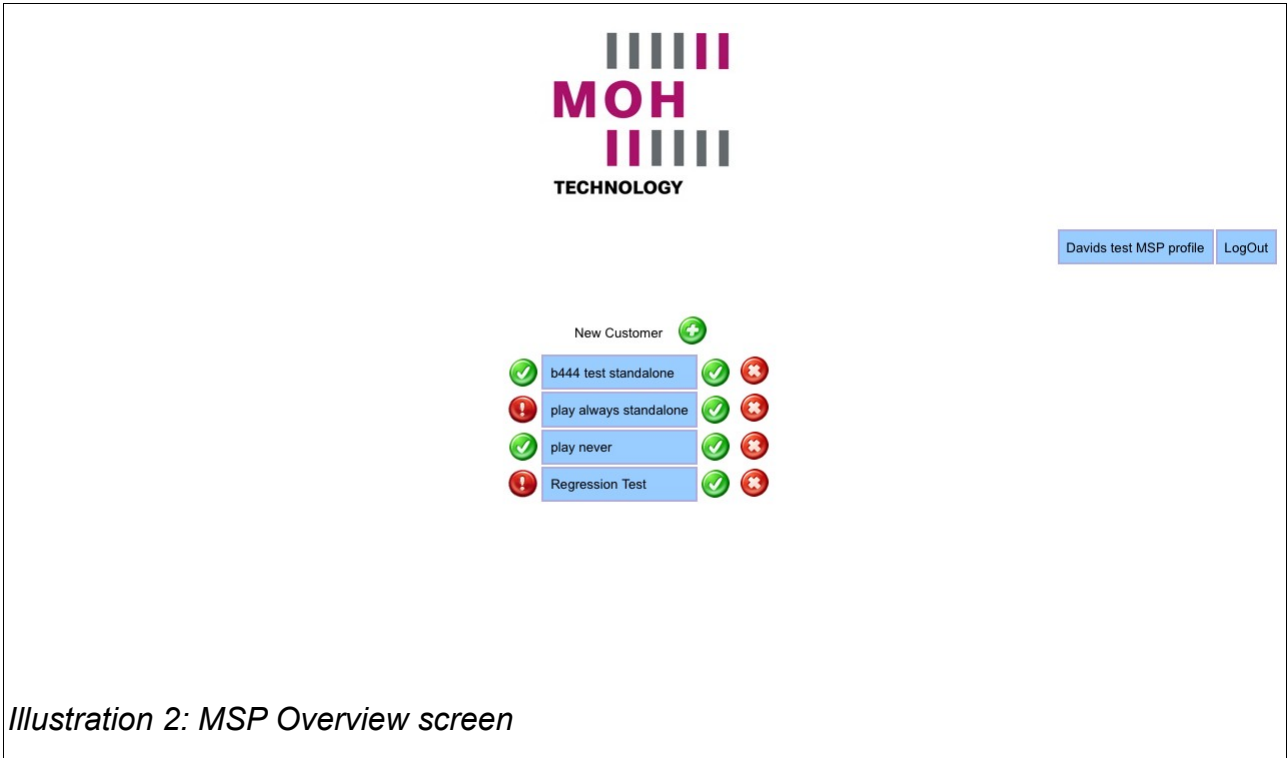 MOH
TECHNOLOGY
Davids test MSP profile LogOut
New Customer
b444 test standalone
play always standalone
play never
Regression Test
Illustration 2: MSP Overview screen